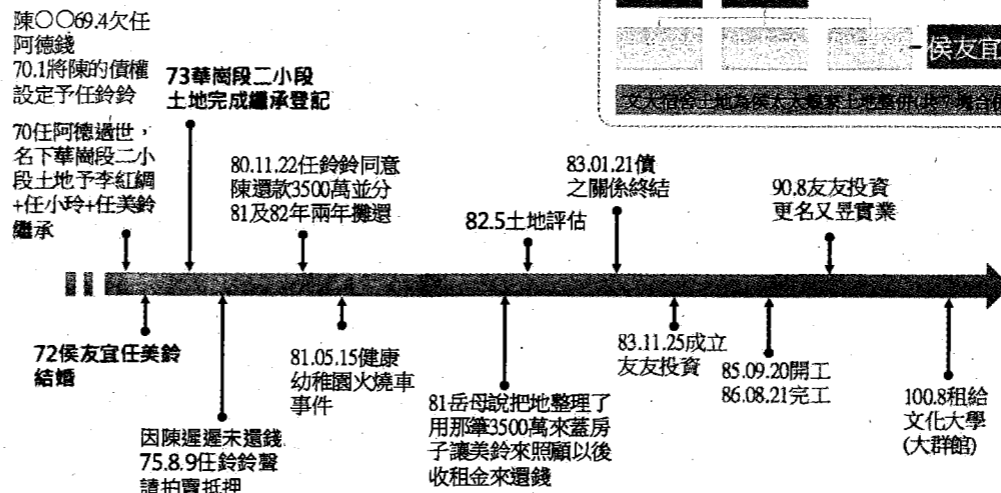 侯友宜
陳〇〇69.4欠任
阿德錢
70.1將陳的債權
設定予任鈴鈴
70任阿德過世，
名下華崗段二小
段土地予李紅綢
+任小玲+任美鈴
繼承
73華崗段二小段
土地完成繼承登記
80.11.22任鈴鈴同意
陳還款3500萬並分
81及82年兩年攤還
82.5土地評估
83.01.21債
之關係終結
90.8友友投資
更名又昱實業
72侯友宜任美鈴
結婚
因陳遲遲未還錢
75.8.9任鈴鈴聲
請拍賣抵押
81.05.15健康
幼稚園火燒車
事件
81岳母說把地整理了
用那筆3500萬來蓋房
子讓美鈴來照顧以後
收租金來還錢
83.11.25成立
友友投資
85.09.20開工
86.08.21完工
100.8租給
文化大學
(大群館)